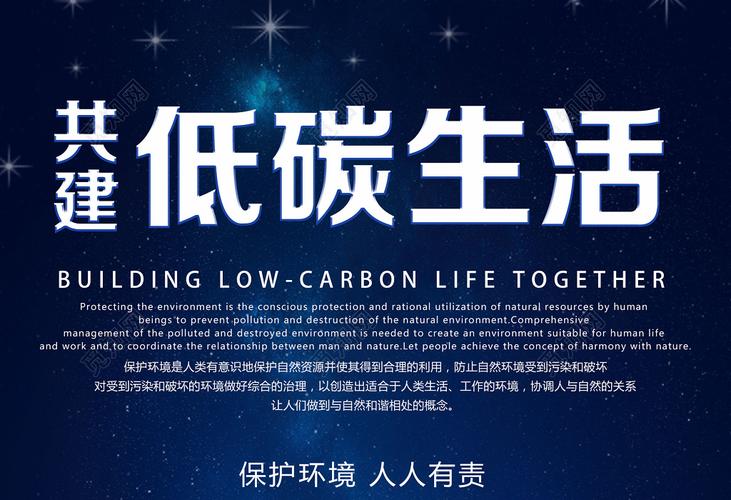 共建
低碳生活
BUILDING LOW-CARBON LIFE TOGETHER
Protecting the environment is the conscious protection and rational utilization of natural resources by human
beings'to prevent pollution and destruction of the natural environment.Comprehensive
management of the polluted and destroyed environment is needed to create an environment suitable for human life
and work and to coordinate the relationship between man and nature.Let people achieve the concept of harmony with nature.
保护环境是人类有意识地保护自然资源并使其得到合理的利用，防止自然环境受到污染和破坏
对受到污染和破坏的环境做好综合的治理，以创造出适合于人类生活、工作的环境，协调人与自然的关系
让人们做到与自然和谐相处的概念。
保护环境 人人有责